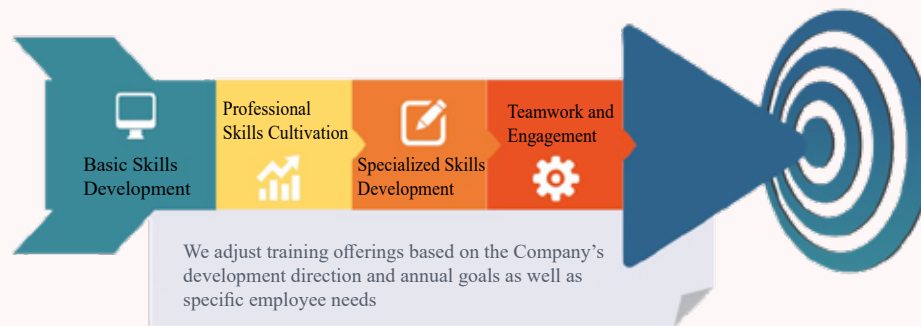 Basic Skills
Development
Professional
Skills Cultivation
Specialized Skills
Development
Teamwork and
Engagement
We adjust training offerings based on the Company’s
development direction and annual goals as well as
specific employee needs